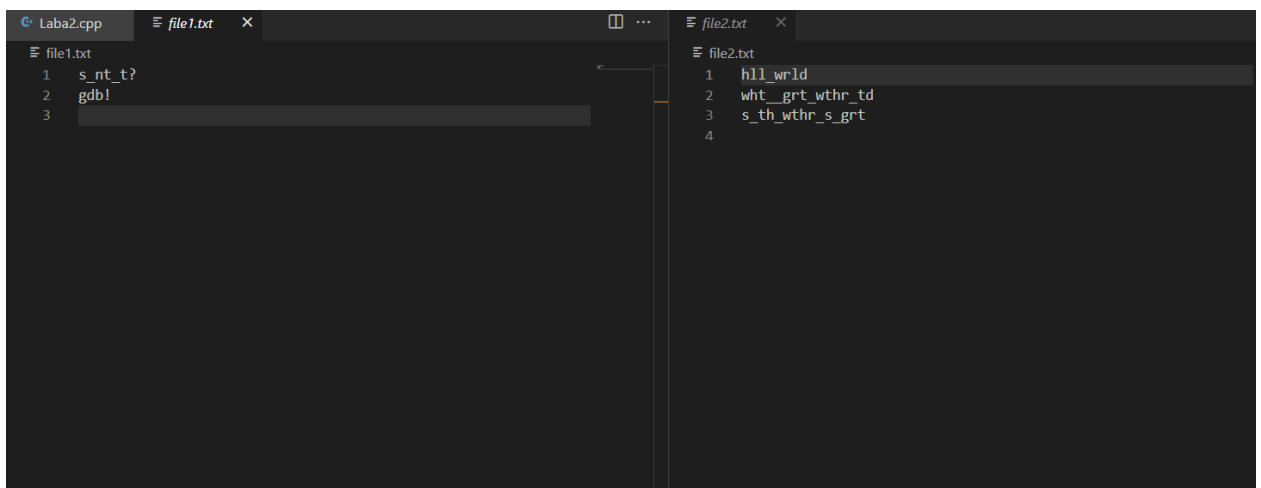 Laba2.cpp
file1.txt
file1.txt
1 s_nt_t?
2 gdb!
3
file2.txt
file2.txt
1 hll_wrld
2 wht__grt_wthr_td
3 s_th_wthr_s_grt
4